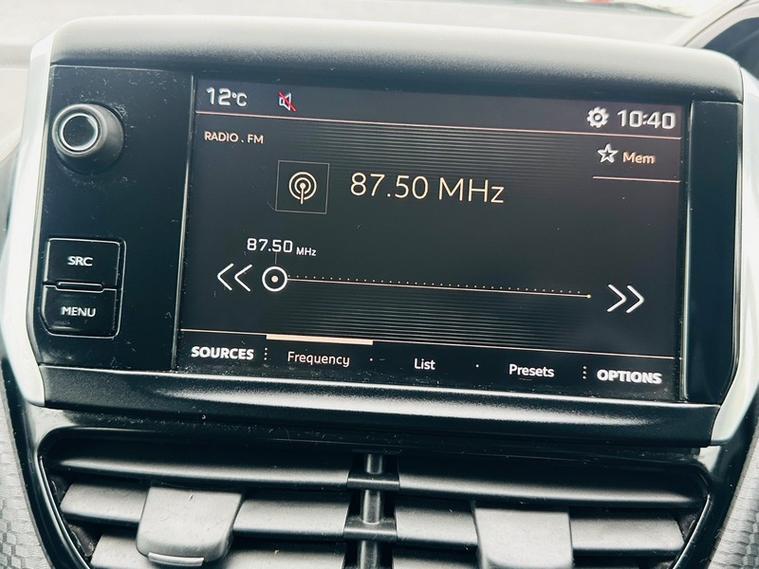 12°C 10:40
RADIO . FM
Mem
87.50 MHz
87.50 MHz
SRC
MENU
SOURCES Frequency List Presets OPTIONS